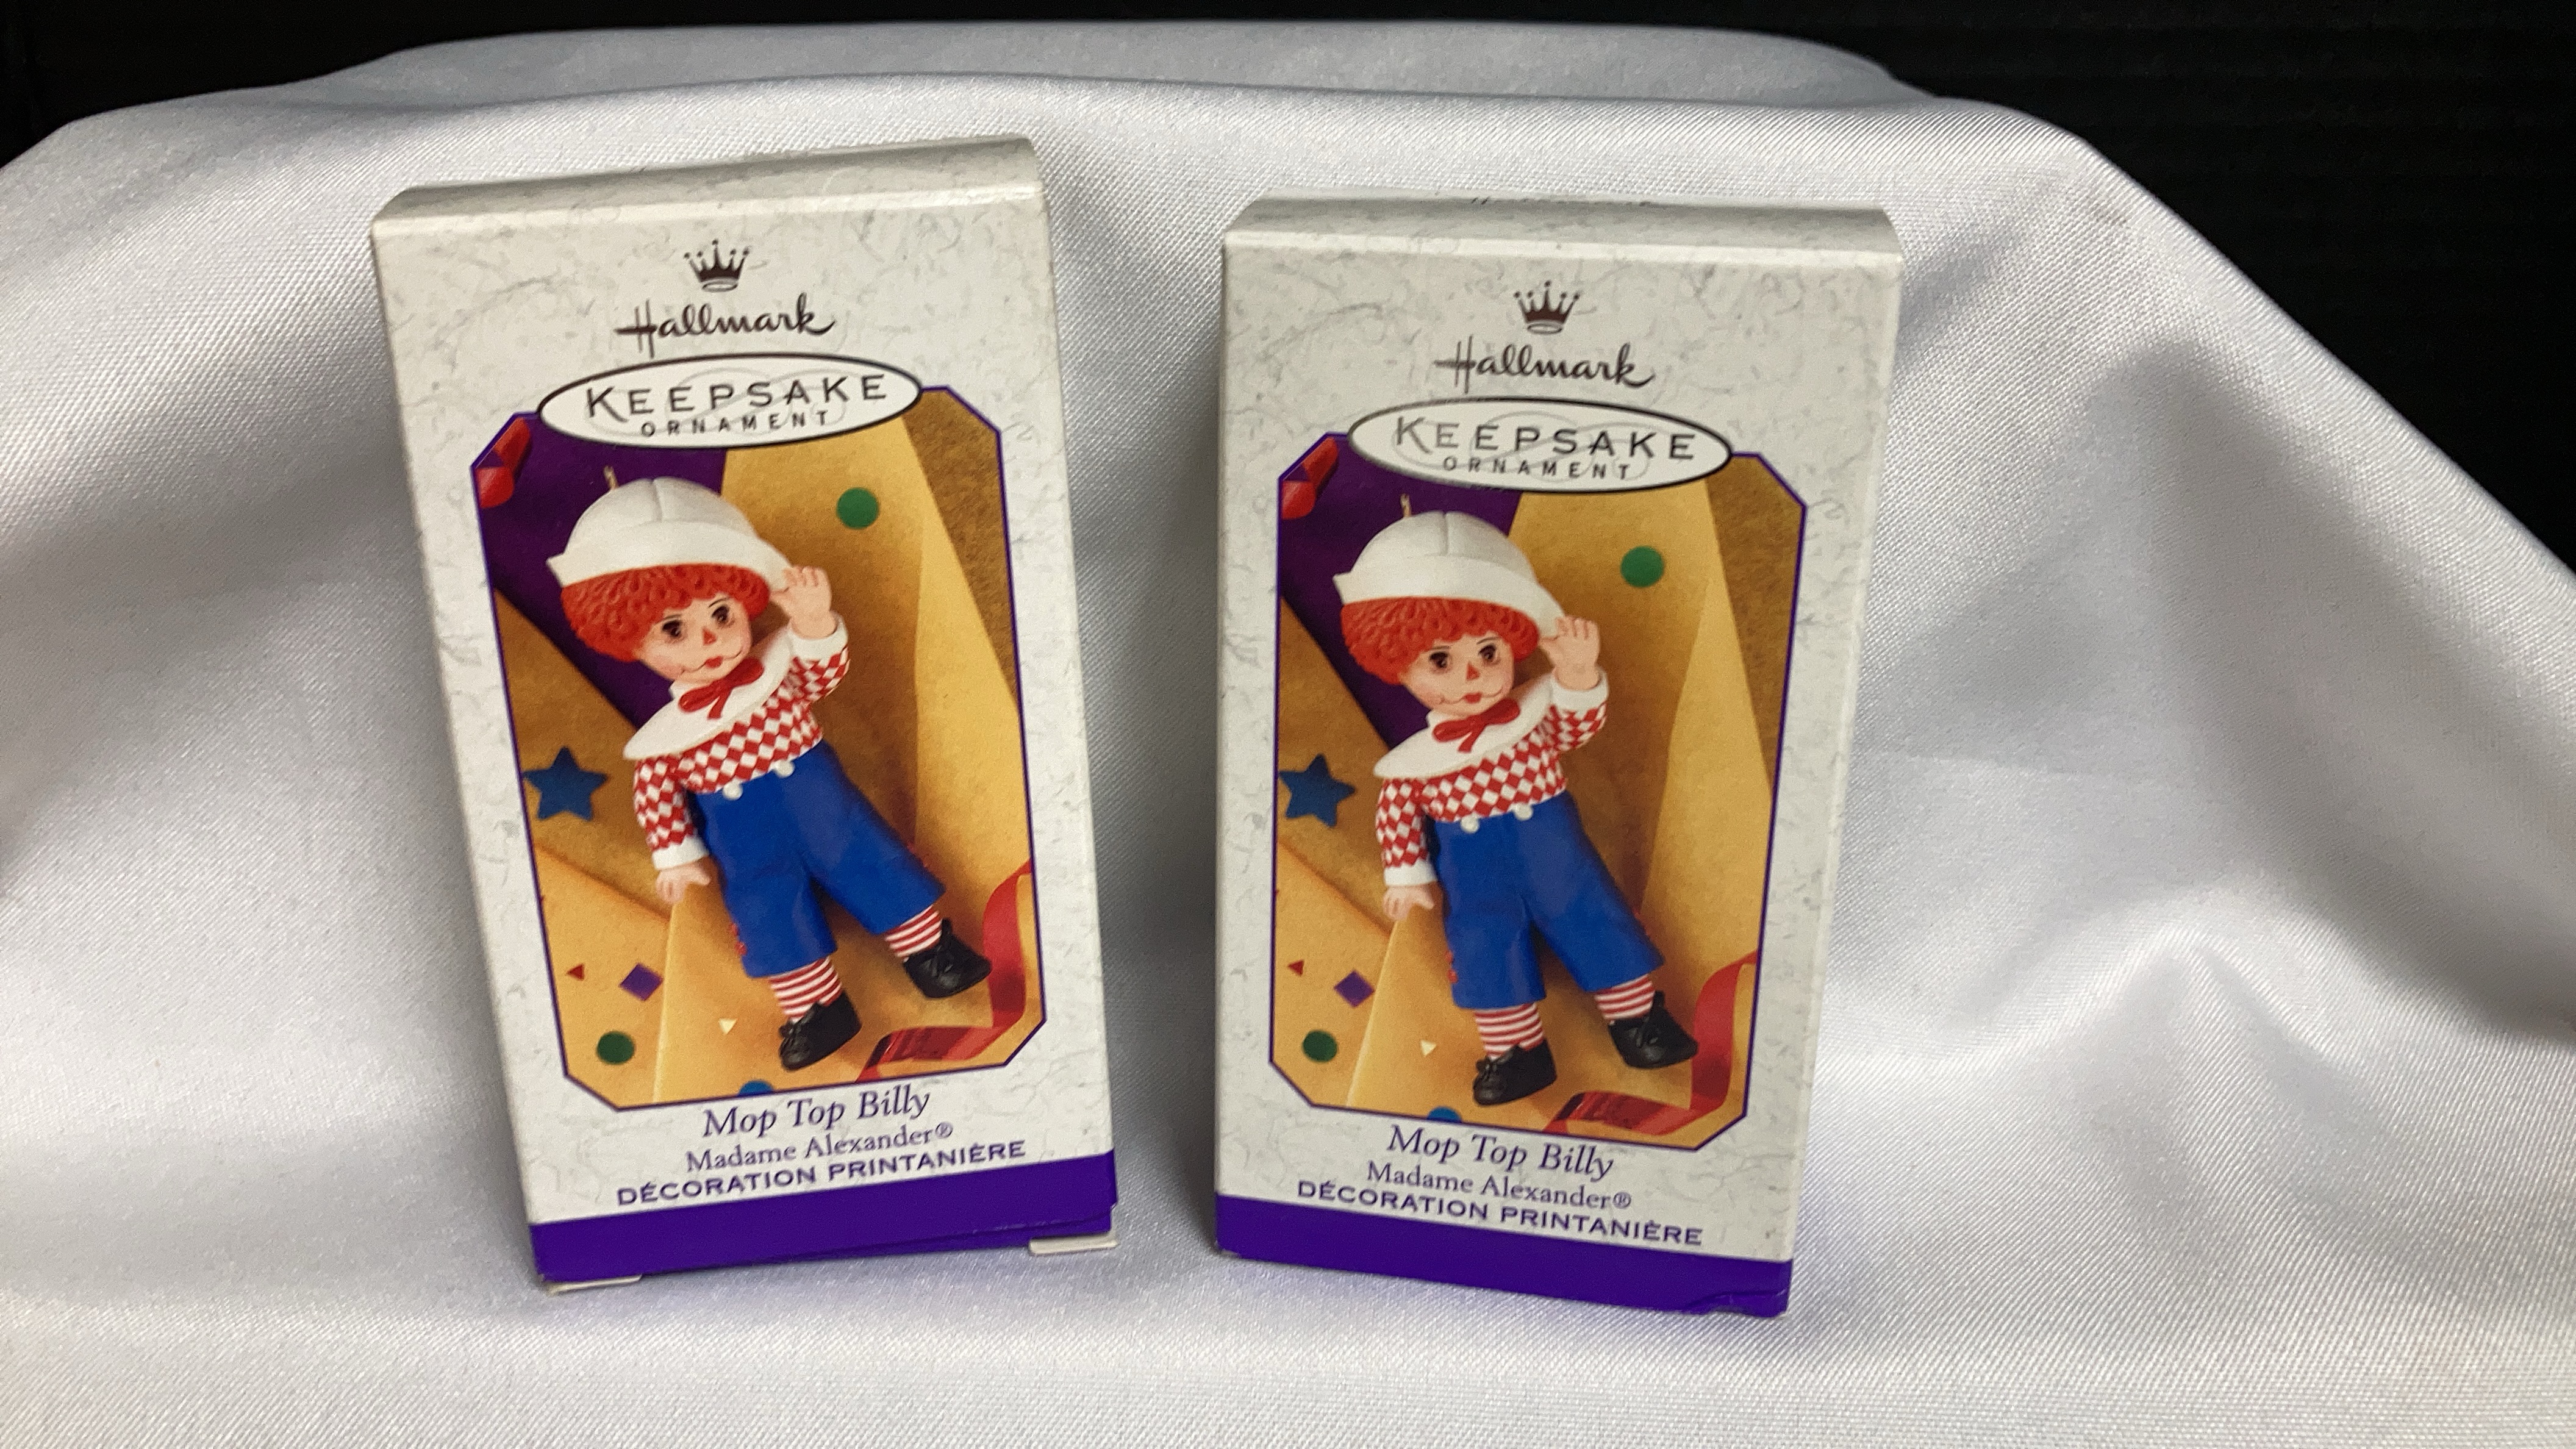 Hallmark
KEEPSAKE
ORNAMENT
Mop Top Billy
Madame Alexander®
DÉCORATION PRINTANIÈRE
Hallmark
KEEPSAKE
ORNAMENT
Mop Top Billy
Madame Alexander®
DÉCORATION PRINTANIÈRE